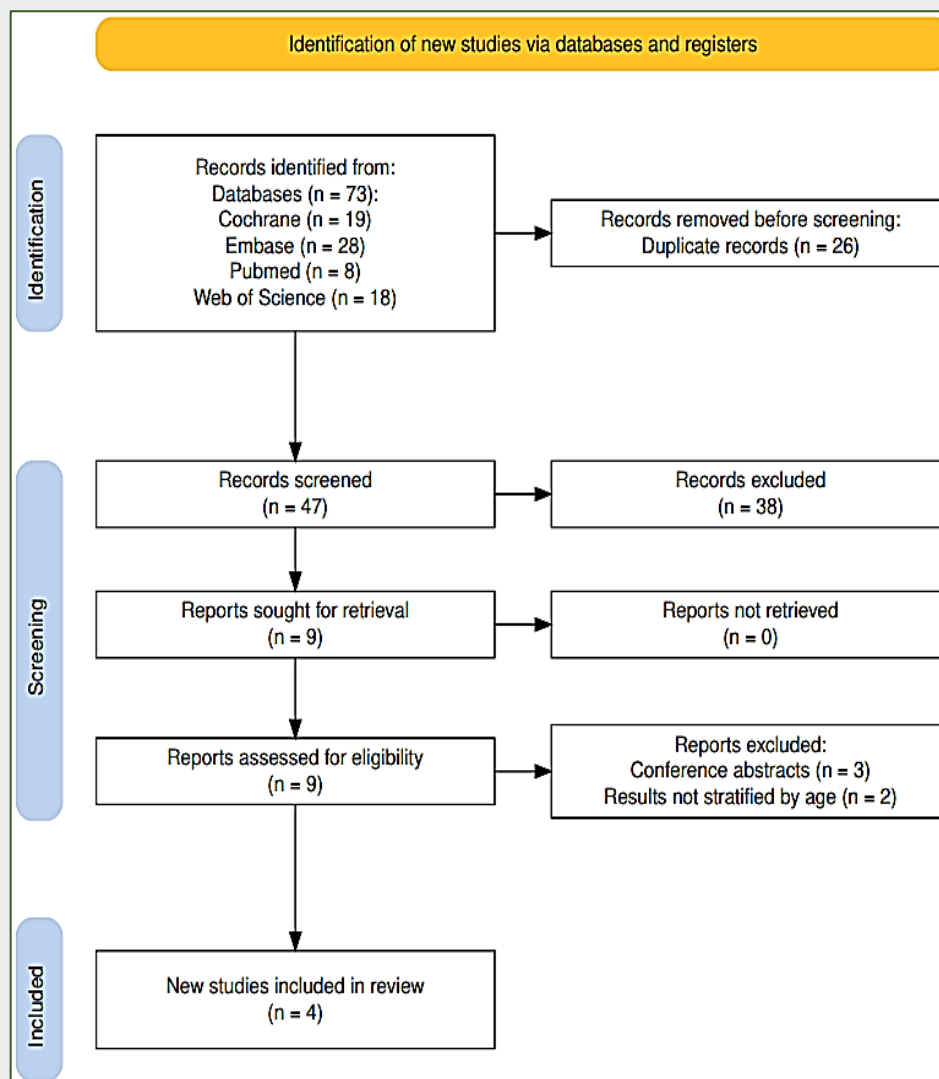 Identification of new studies via databases and registers
Identification
Records identified from:
Databases (n = 73):
Cochrane (n = 19)
Embase (n = 28)
Pubmed (n = 8)
Web of Science (n = 18)
Records removed before screening:
Duplicate records (n = 26)
Screening
Records screened
(n = 47)
Records excluded
(n = 38)
Reports sought for retrieval
(n = 9)
Reports not retrieved
(n = 0)
Reports assessed for eligibility
(n = 9)
Reports excluded:
Conference abstracts (n = 3)
Results not stratified by age (n = 2)
Included
New studies included in review
(n = 4)